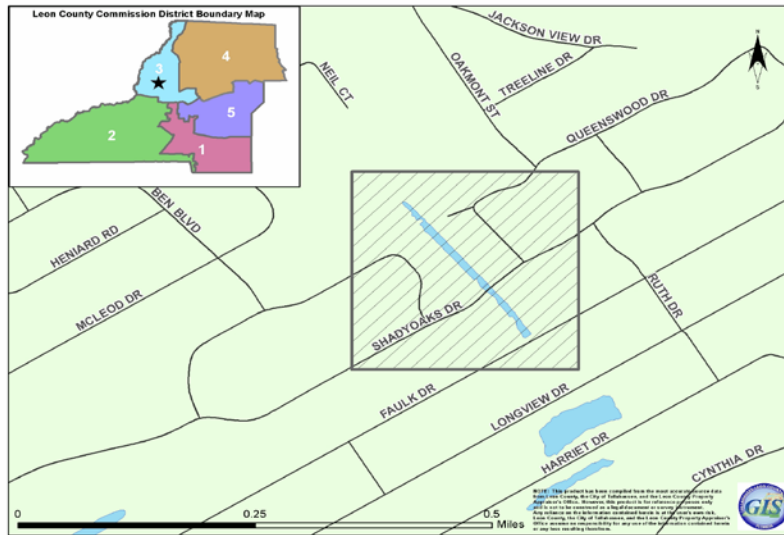 Leon County Commission District Boundary Map
3
4
5
2
1
JACKSON VIEW DR
TREELINE DR
OAKMONT ST
NEIL CT
QUEENSWOOD DR
BEN BLVD
HENIARD RD
MCLEOD DR
SHADYOAKS DR
RUTH DR
FAULK DR
LONGVIEW DR
HARRIET DR
CYNTHIA DR
0
0.25
0.5
Miles
GIS